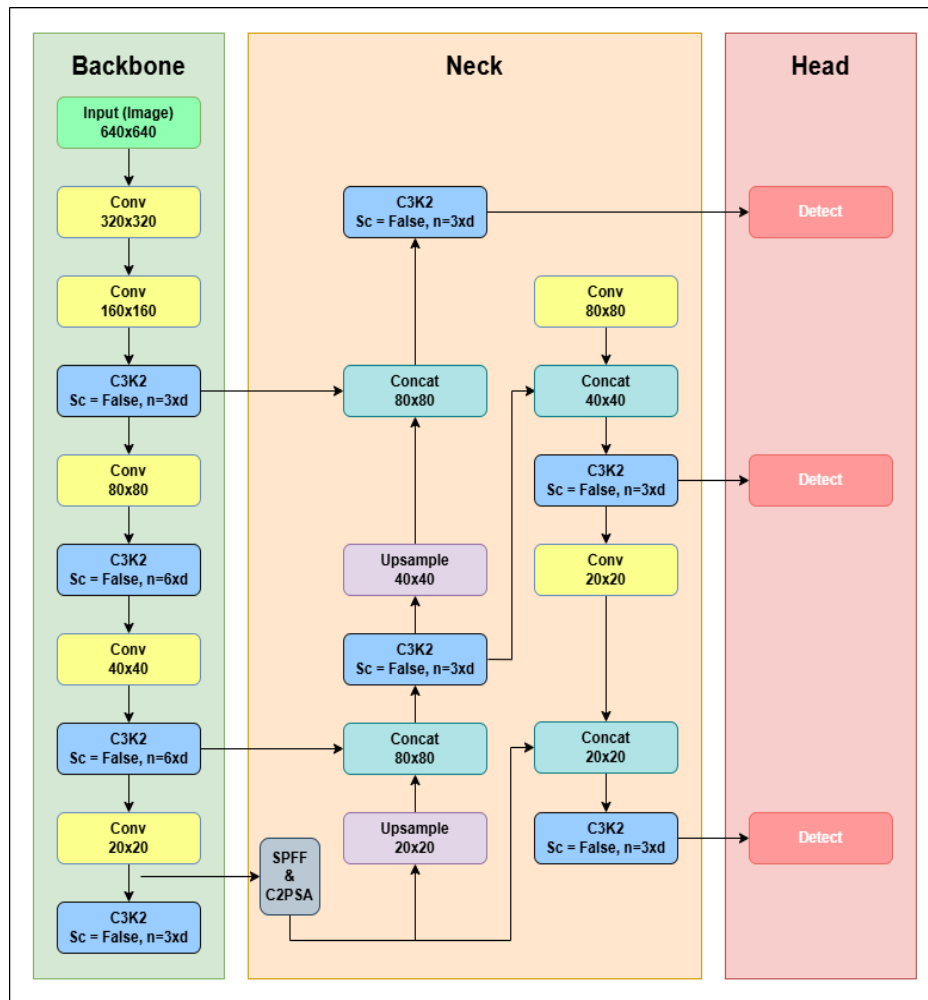 Backbone
Input (Image)
640x640
Conv
320x320
Conv
160x160
C3K2
Sc = False, n=3xd
Conv
80x80
C3K2
Sc = False, n=6xd
Conv
40x40
C3K2
Sc = False, n=6xd
Conv
20x20
C3K2
Sc = False, n=3xd
Neck
SPFF
&
C2PSA
C3K2
Sc = False, n=3xd
Concat
80x80
Upsample
40x40
C3K2
Sc = False, n=3xd
Concat
80x80
Upsample
20x20
Conv
80x80
Concat
40x40
C3K2
Sc = False, n=3xd
Conv
20x20
Concat
20x20
C3K2
Sc = False, n=3xd
Head
Detect
Detect
Detect